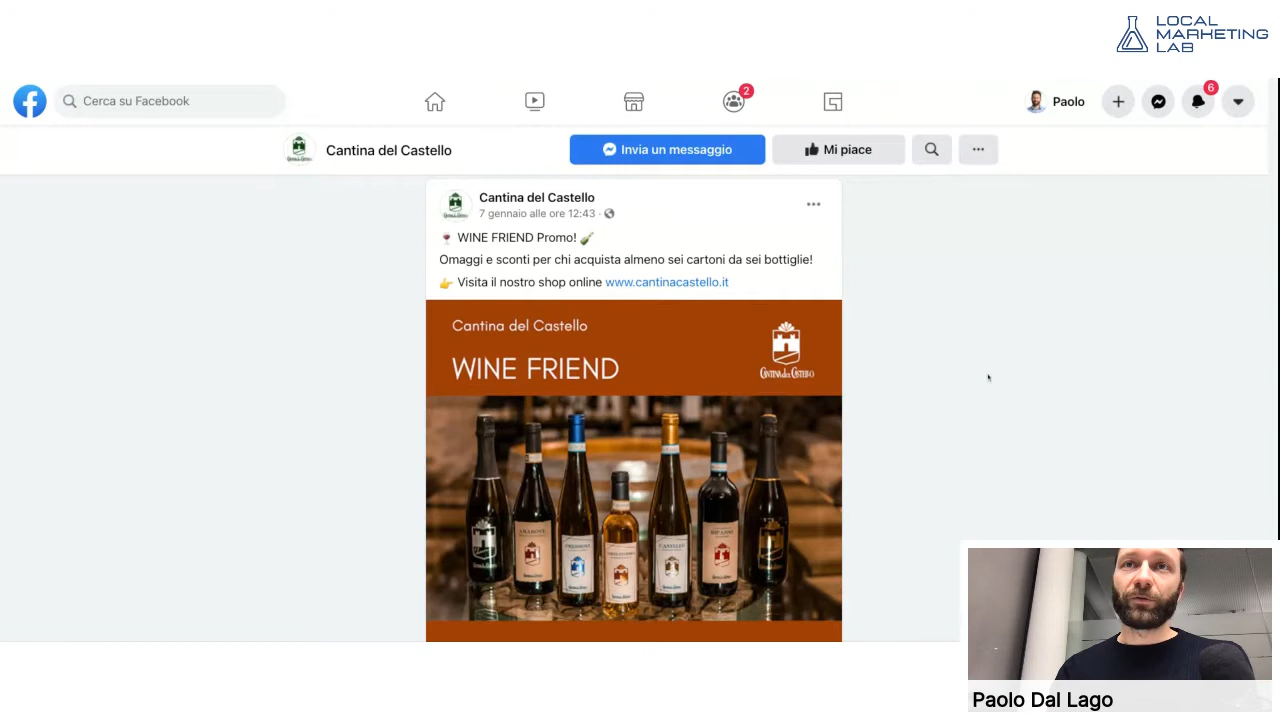 LOCAL
MARKETING
LAB
Cerca su Facebook
2
Paolo
6
Cantina del Castello
Invia un messaggio
Mi piace
Cantina del Castello
7 gennaio alle ore 12:43 ·
WINE FRIEND Promo!
Omaggi e sconti per chi acquista almeno sei cartoni da sei bottiglie!
Visita il nostro shop online www.cantinacastello.it
Cantina del Castello
WINE FRIEND
CANTINA del CASTELLO
AMARONE
Paolo Dal Lago